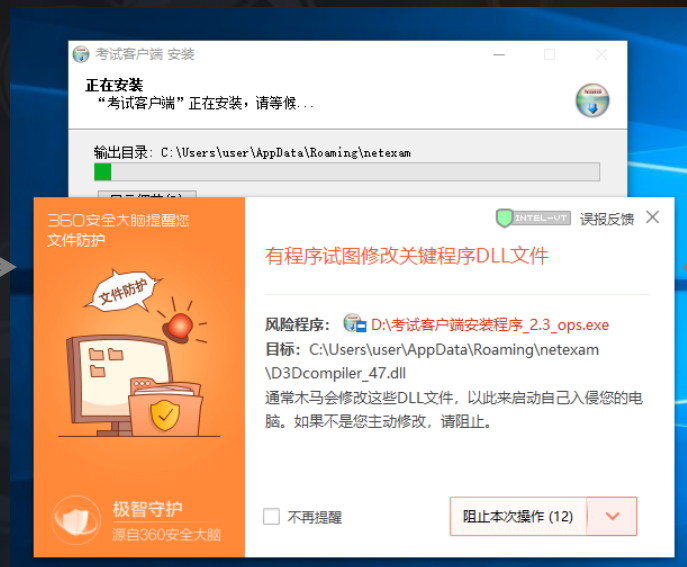 考试客户端 安装
正在安装
“考试客户端”正在安装，请等候...
输出目录: C:\Users\user\AppData\Roaming\netexam
360安全大脑提醒您
文件防护
INTEL-VT 误报反馈
有程序试图修改关键程序DLL文件
文件防护
风险程序： D:\考试客户端安装程序_2.3_ops.exe
目标： C:\Users\user\AppData\Roaming\netexam
\D3Dcompiler_47.dll
通常木马会修改这些DLL文件，以此来启动自己入侵您的电
脑。如果不是您主动修改，请阻止。
极智守护
源自360安全大脑
不再提醒
阻止本次操作 (12)